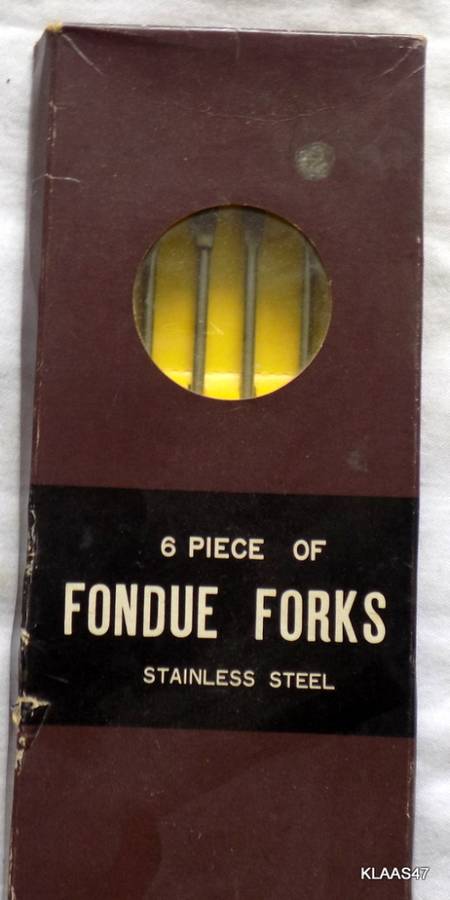 6 PIECE OF
FONDUE FORKS
STAINLESS STEEL
KLAAS47